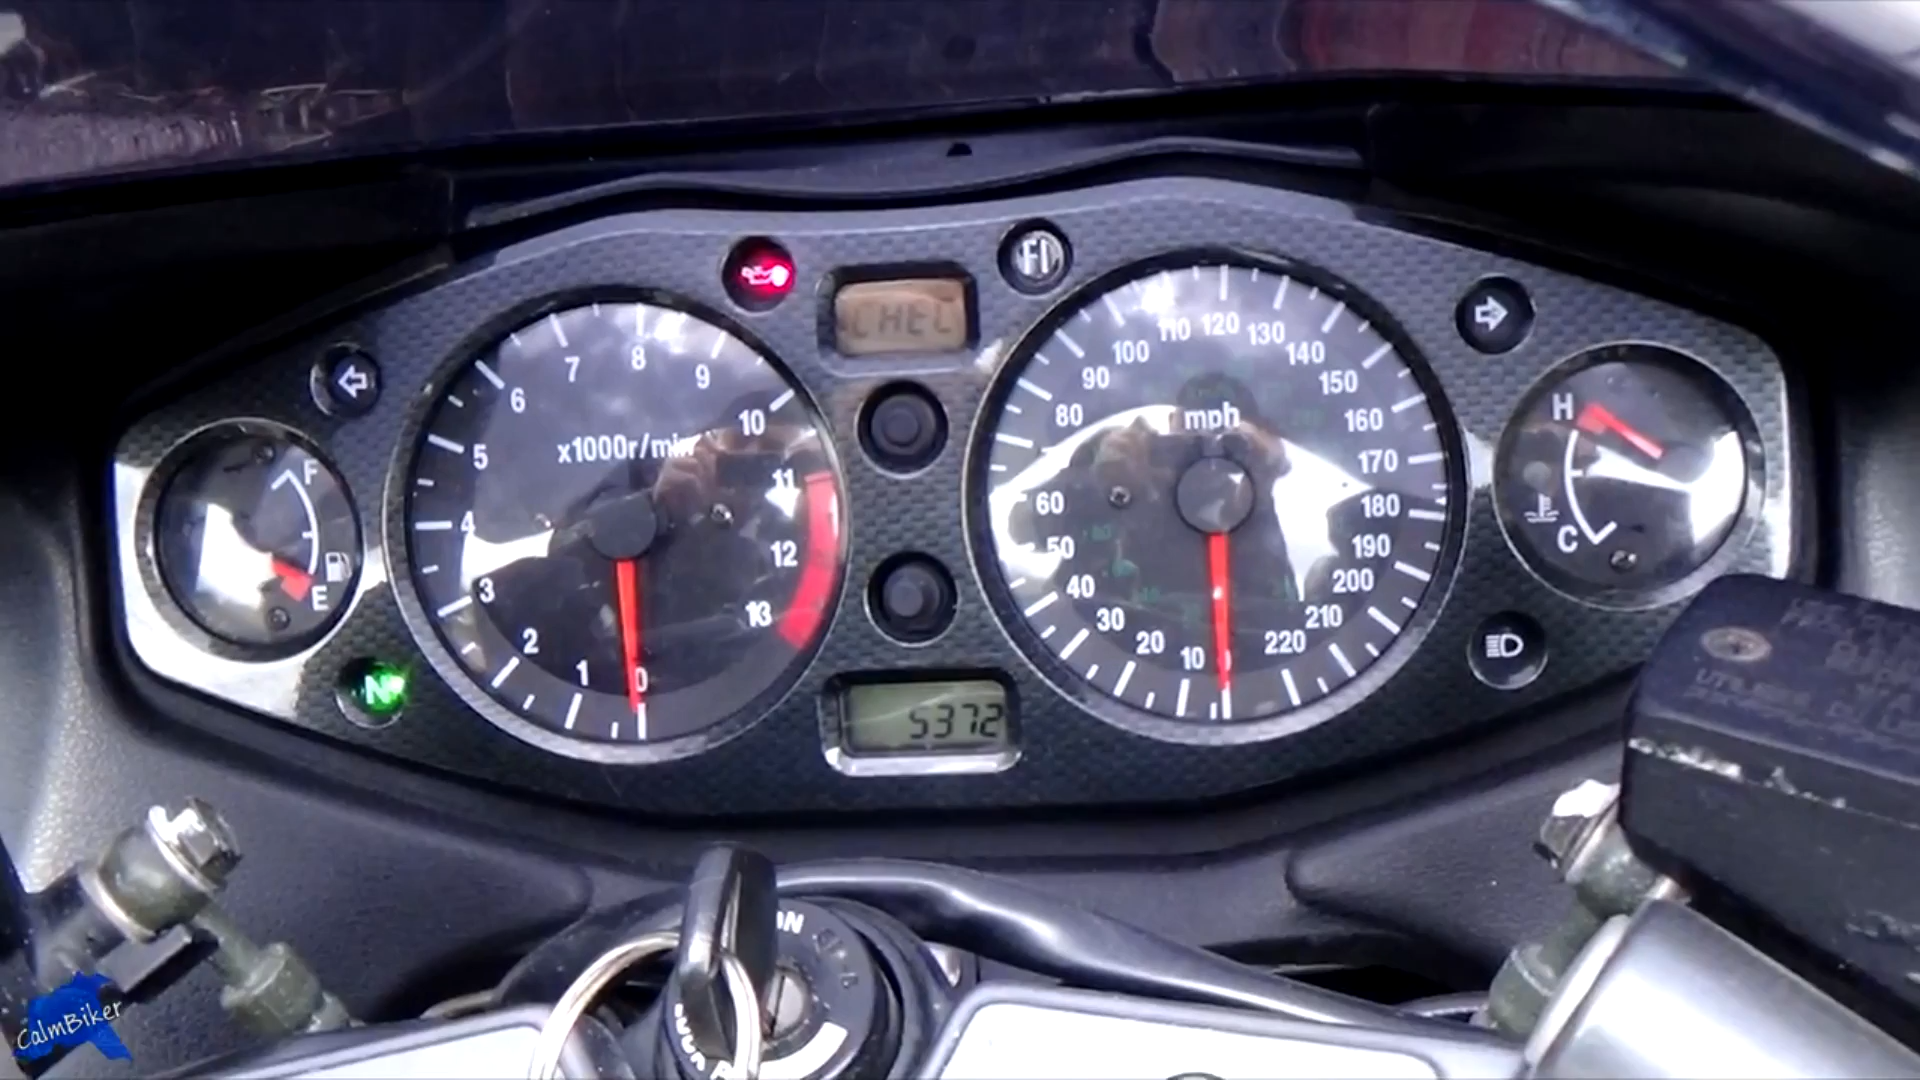 FI
CHEC
7 8 9
6 10
x1000r/min
5 11
4 12
3 13
2
1 0
110 120 130
100 140
90 150
80 mph 160
170
60 180
50 190
40 200
30 210
20 220
10
F
E
H
C
N
5372
CalmBiker